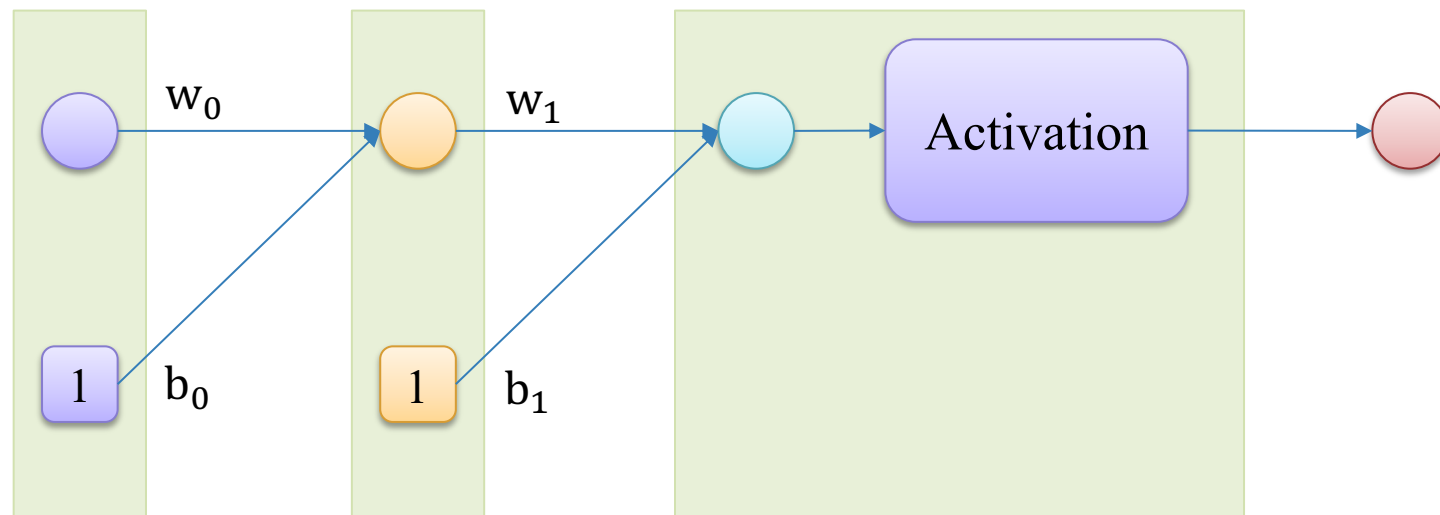 w₀
w₁
Activation
1
b₀
1
b₁